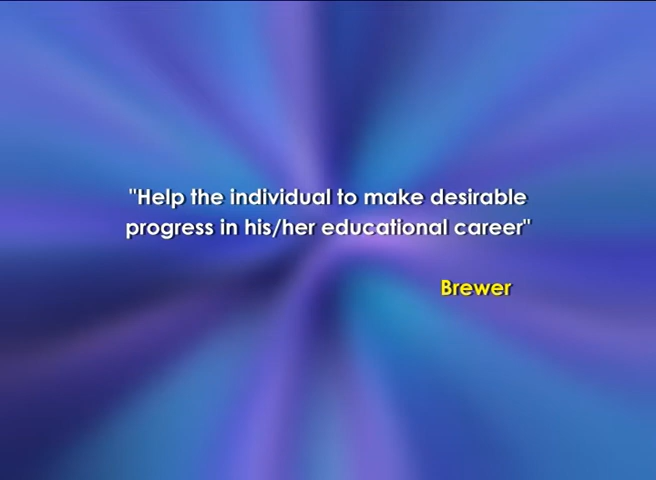 "Help the individual to make desirable
progress in his/her educational career"
Brewer